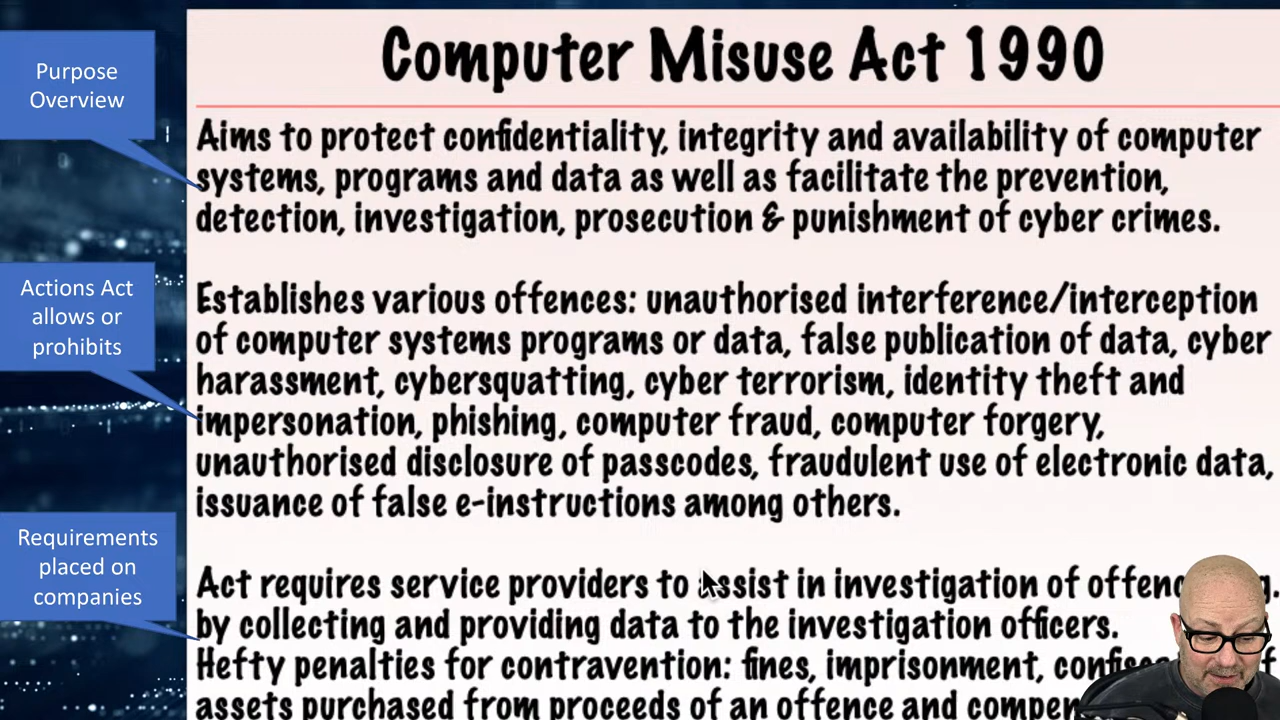 Computer Misuse Act 1990
Purpose
Overview
Aims to protect confidentiality, integrity and availability of computer
systems, programs and data as well as facilitate the prevention,
detection, investigation, prosecution & punishment of cyber crimes.
Actions Act
allows or
prohibits
Establishes various offences: unauthorised interference/interception
of computer systems programs or data, false publication of data, cyber
harassment, cybersquatting, cyber terrorism, identity theft and
impersonation, phishing, computer fraud, computer forgery,
unauthorised disclosure of passcodes, fraudulent use of electronic data,
issuance of false e-instructions among others.
Requirements
placed on
companies
Act requires service providers to assist in investigation of
by collecting and providing data to the investigation officers.
Hefty penalties for contravention: fines, imprisonment,
assets purchased from proceeds of an offence and